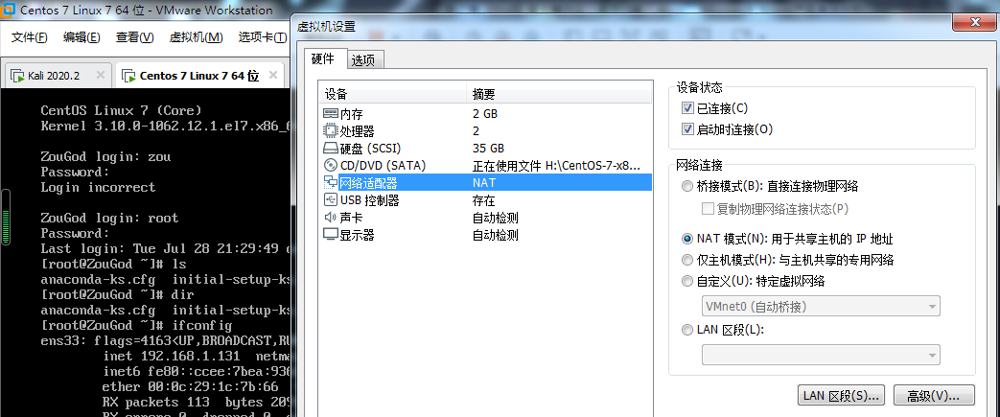 Centos 7 Linux 7 64 位 - VMware Workstation
文件(F) 编辑(E) 查看(V) 虚拟机(M) 选项卡(T)
Kali 2020.2
Centos 7 Linux 7 64 位
CentOS Linux 7 (Core)
Kernel 3.10.0-1062.12.1.el7.x86_6
ZouGod login: zou
Password:
Login incorrect
ZouGod login: root
Password:
Last login: Tue Jul 28 21:29:49
[root@ZouGod ~]# ls
anaconda-ks.cfg initial-setup-ks
[root@ZouGod ~]# dir
anaconda-ks.cfg initial-setup-ks
[root@ZouGod ~]# ifconfig
ens33: flags=4163<UP,BROADCAST,RU
inet 192.168.1.131 netma
inet6 fe80::ccee:7bea:936
ether 00:0c:29:1c:7b:66
RX packets 113 bytes 209
虚拟机设置
硬件 选项
设备 摘要
内存 2 GB
处理器 2
硬盘 (SCSI) 35 GB
CD/DVD (SATA) 正在使用文件 H:\CentOS-7-x8...
网络适配器 NAT
USB 控制器 存在
声卡 自动检测
显示器 自动检测
设备状态
已连接(C)
启动时连接(O)
网络连接
桥接模式(B): 直接连接物理网络
复制物理网络连接状态(P)
NAT 模式(N): 用于共享主机的 IP 地址
仅主机模式(H): 与主机共享的专用网络
自定义(U): 特定虚拟网络
VMnet0 (自动桥接)
LAN 区段(L):
LAN 区段(S)... 高级(V)...